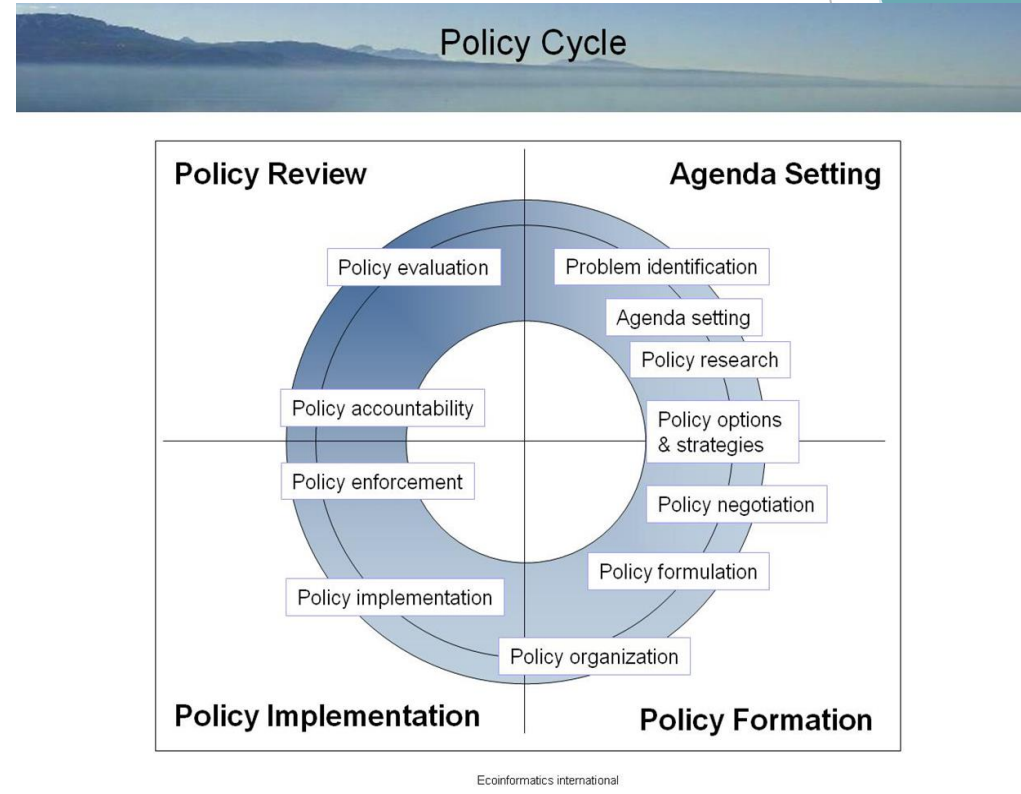 Policy Cycle
Policy Review
Agenda Setting
Policy evaluation
Problem identification
Agenda setting
Policy research
Policy accountability
Policy options
& strategies
Policy enforcement
Policy negotiation
Policy formulation
Policy implementation
Policy organization
Policy Implementation
Policy Formation
Ecoinformatics international